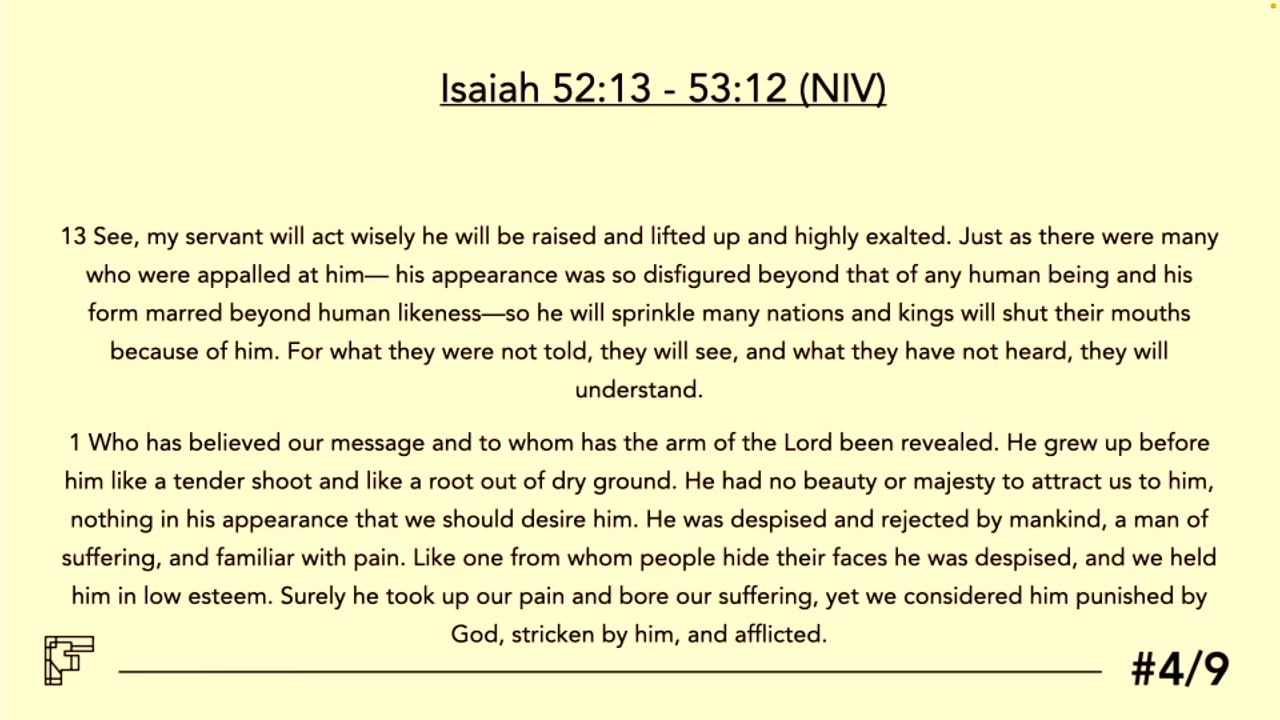 Isaiah 52:13 - 53:12 (NIV)
13 See, my servant will act wisely he will be raised and lifted up and highly exalted. Just as there were many
who were appalled at him— his appearance was so disfigured beyond that of any human being and his
form marred beyond human likeness—so he will sprinkle many nations and kings will shut their mouths
because of him. For what they were not told, they will see, and what they have not heard, they will
understand.
1 Who has believed our message and to whom has the arm of the Lord been revealed. He grew up before
him like a tender shoot and like a root out of dry ground. He had no beauty or majesty to attract us to him,
nothing in his appearance that we should desire him. He was despised and rejected by mankind, a man of
suffering, and familiar with pain. Like one from whom people hide their faces he was despised, and we held
him in low esteem. Surely he took up our pain and bore our suffering, yet we considered him punished by
God, stricken by him, and afflicted.
#4/9